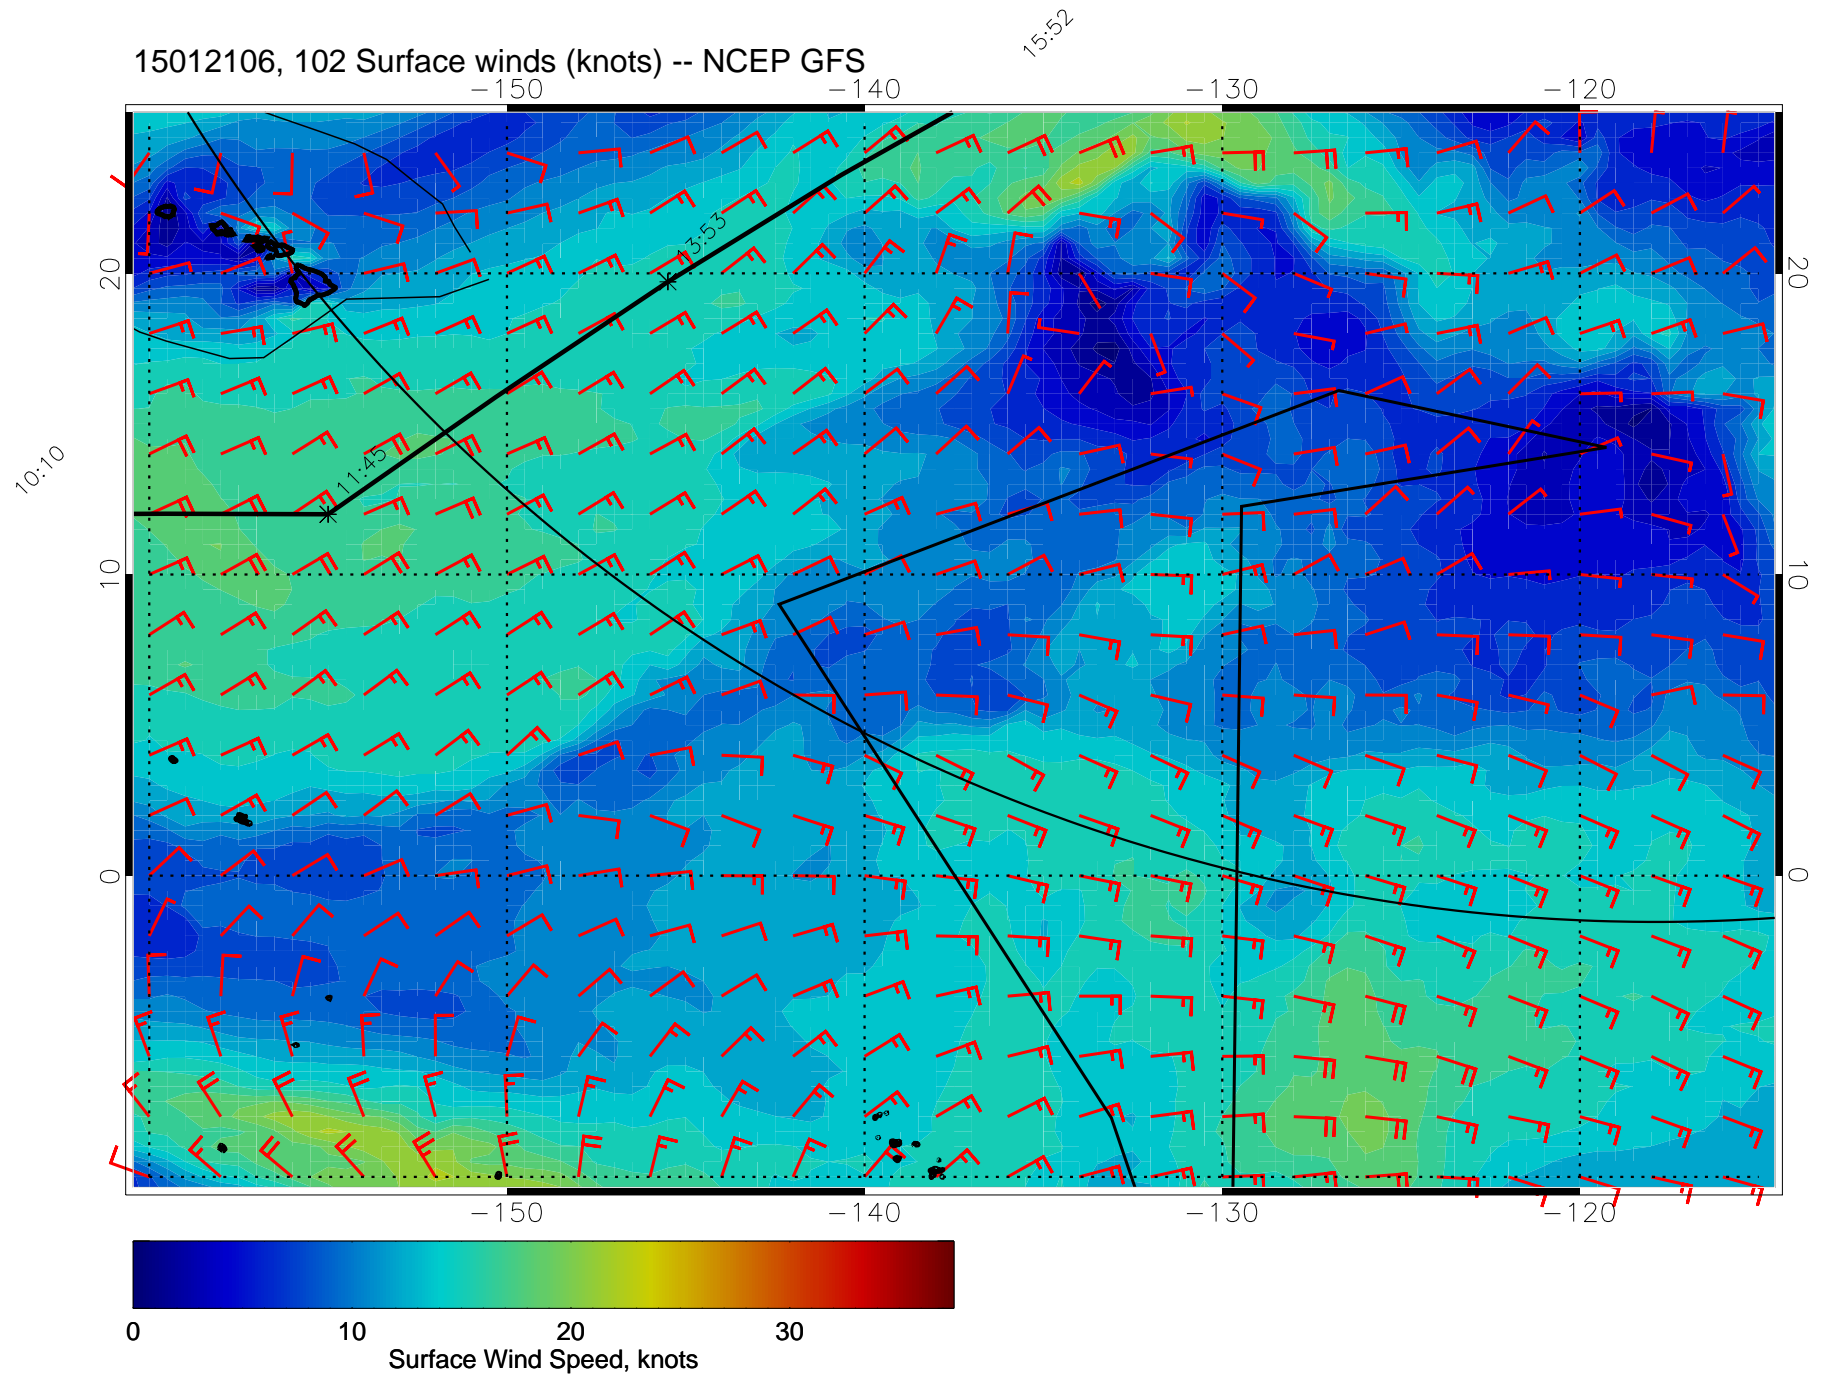 15:52
15012106, 102 Surface winds (knots) -- NCEP GFS
-150 -140 -130 -120
20 20
13:53
11:45
10:10
10 10
0 0
-150 -140 -130 -120
0 10 20 30
Surface Wind Speed, knots